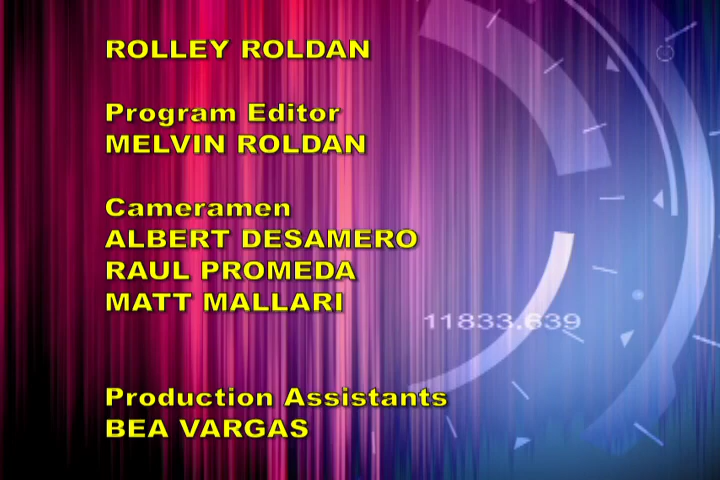 ROLLEY ROLDAN
Program Editor
MELVIN ROLDAN
Cameramen
ALBERT DESAMERO
RAUL PROMEDA
MATT MALLARI
11833.639
Production Assistants
BEA VARGAS